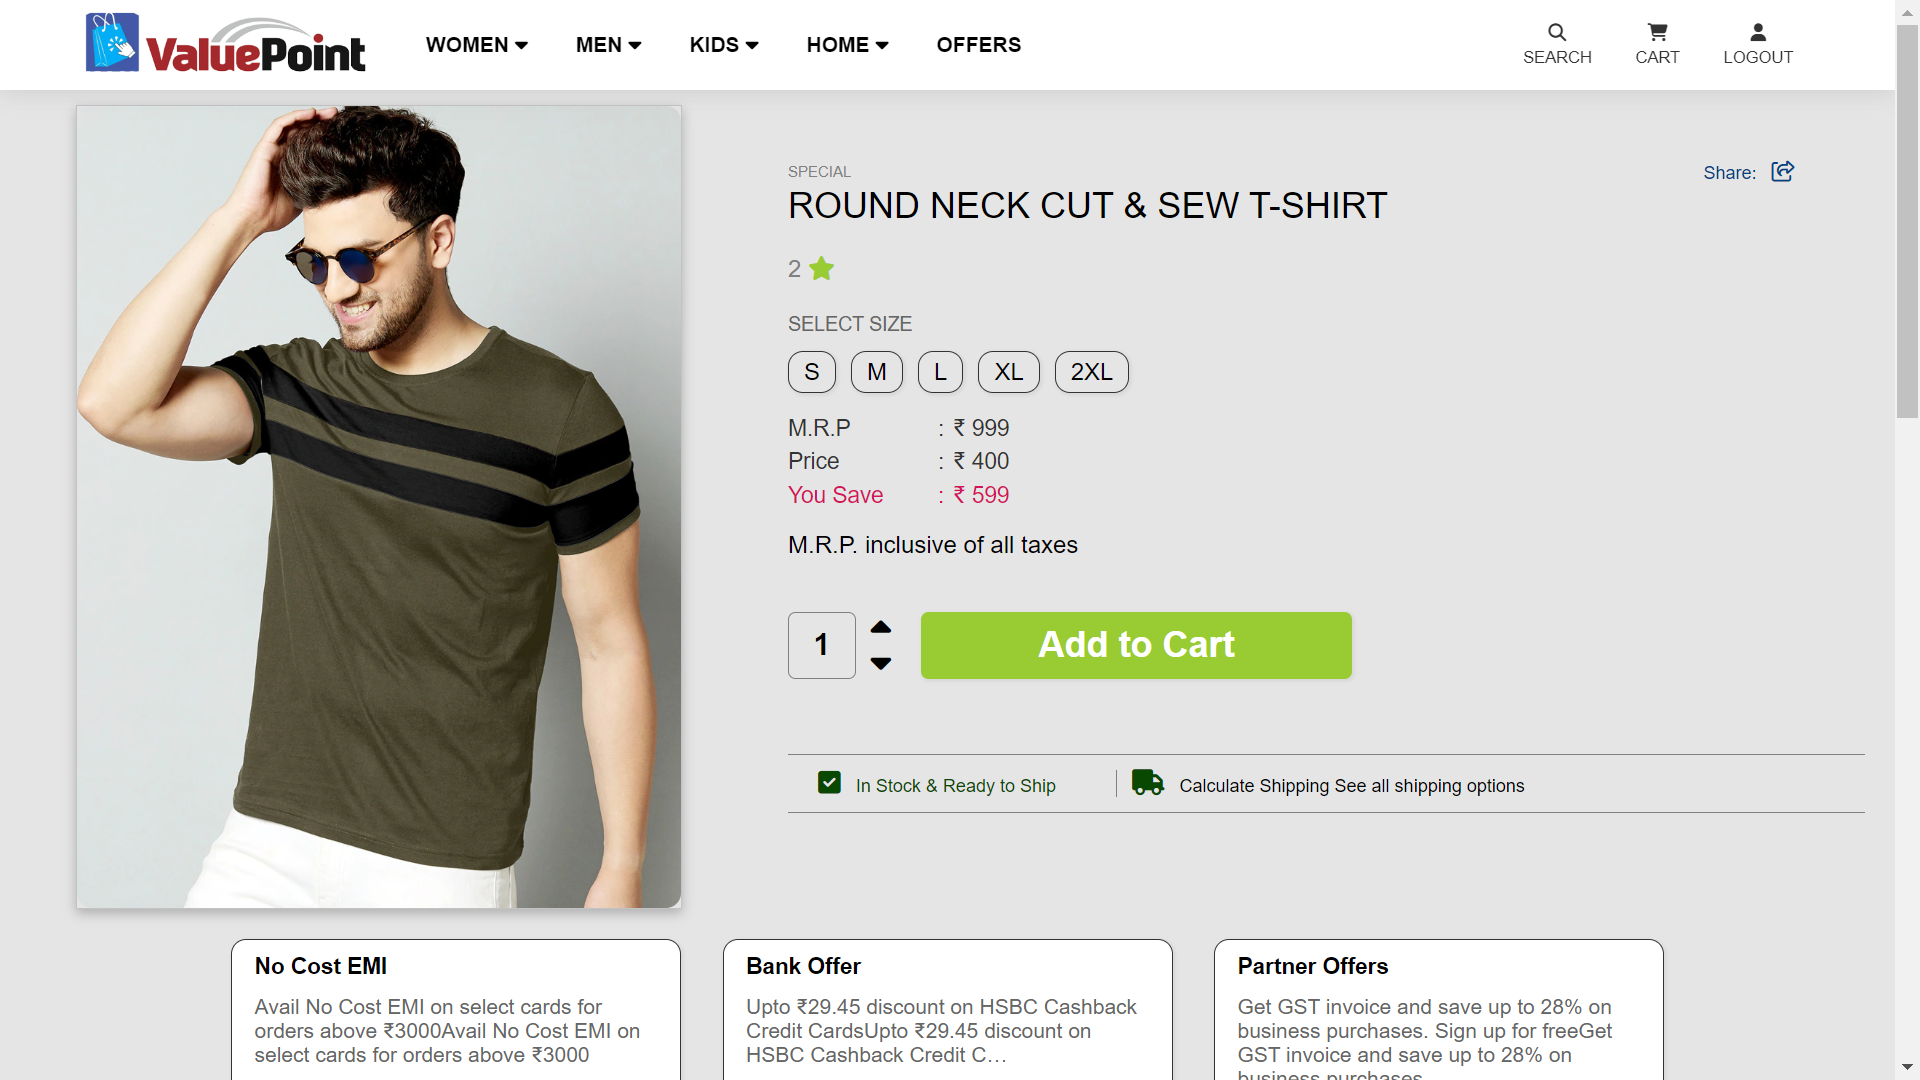 ValuePoint
WOMEN
MEN
KIDS
HOME
OFFERS
SEARCH
CART
LOGOUT
SPECIAL
Share:
ROUND NECK CUT & SEW T-SHIRT
2
SELECT SIZE
S M L XL 2XL
M.R.P : ₹ 999
Price : ₹ 400
You Save : ₹ 599
M.R.P. inclusive of all taxes
1
Add to Cart
In Stock & Ready to Ship
Calculate Shipping See all shipping options
No Cost EMI
Avail No Cost EMI on select cards for
orders above ₹3000Avail No Cost EMI on
select cards for orders above ₹3000
Bank Offer
Upto ₹29.45 discount on HSBC Cashback
Credit CardsUpto ₹29.45 discount on
HSBC Cashback Credit C…
Partner Offers
Get GST invoice and save up to 28% on
business purchases. Sign up for freeGet
GST invoice and save up to 28% on
business purchases.